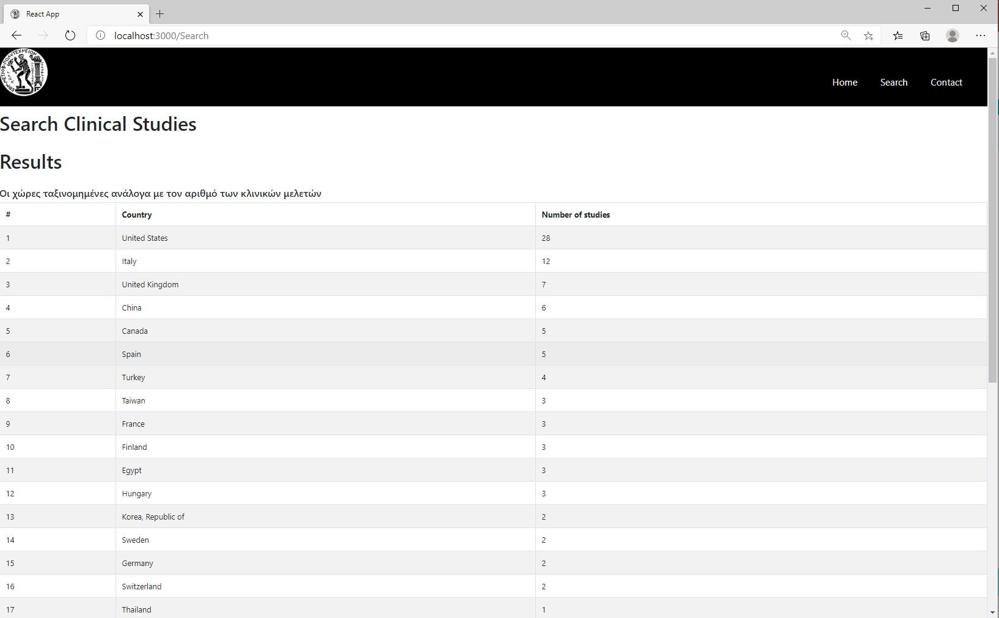 React App
localhost:3000/Search
Home Search Contact
Search Clinical Studies
Results
Οι χώρες ταξινομημένες ανάλογα με τον αριθμό των κλινικών μελετών
# Country Number of studies
1 United States 28
2 Italy 12
3 United Kingdom 7
4 China 6
5 Canada 5
6 Spain 5
7 Turkey 4
8 Taiwan 3
9 France 3
10 Finland 3
11 Egypt 3
12 Hungary 3
13 Korea, Republic of 2
14 Sweden 2
15 Germany 2
16 Switzerland 2
17 Thailand 1